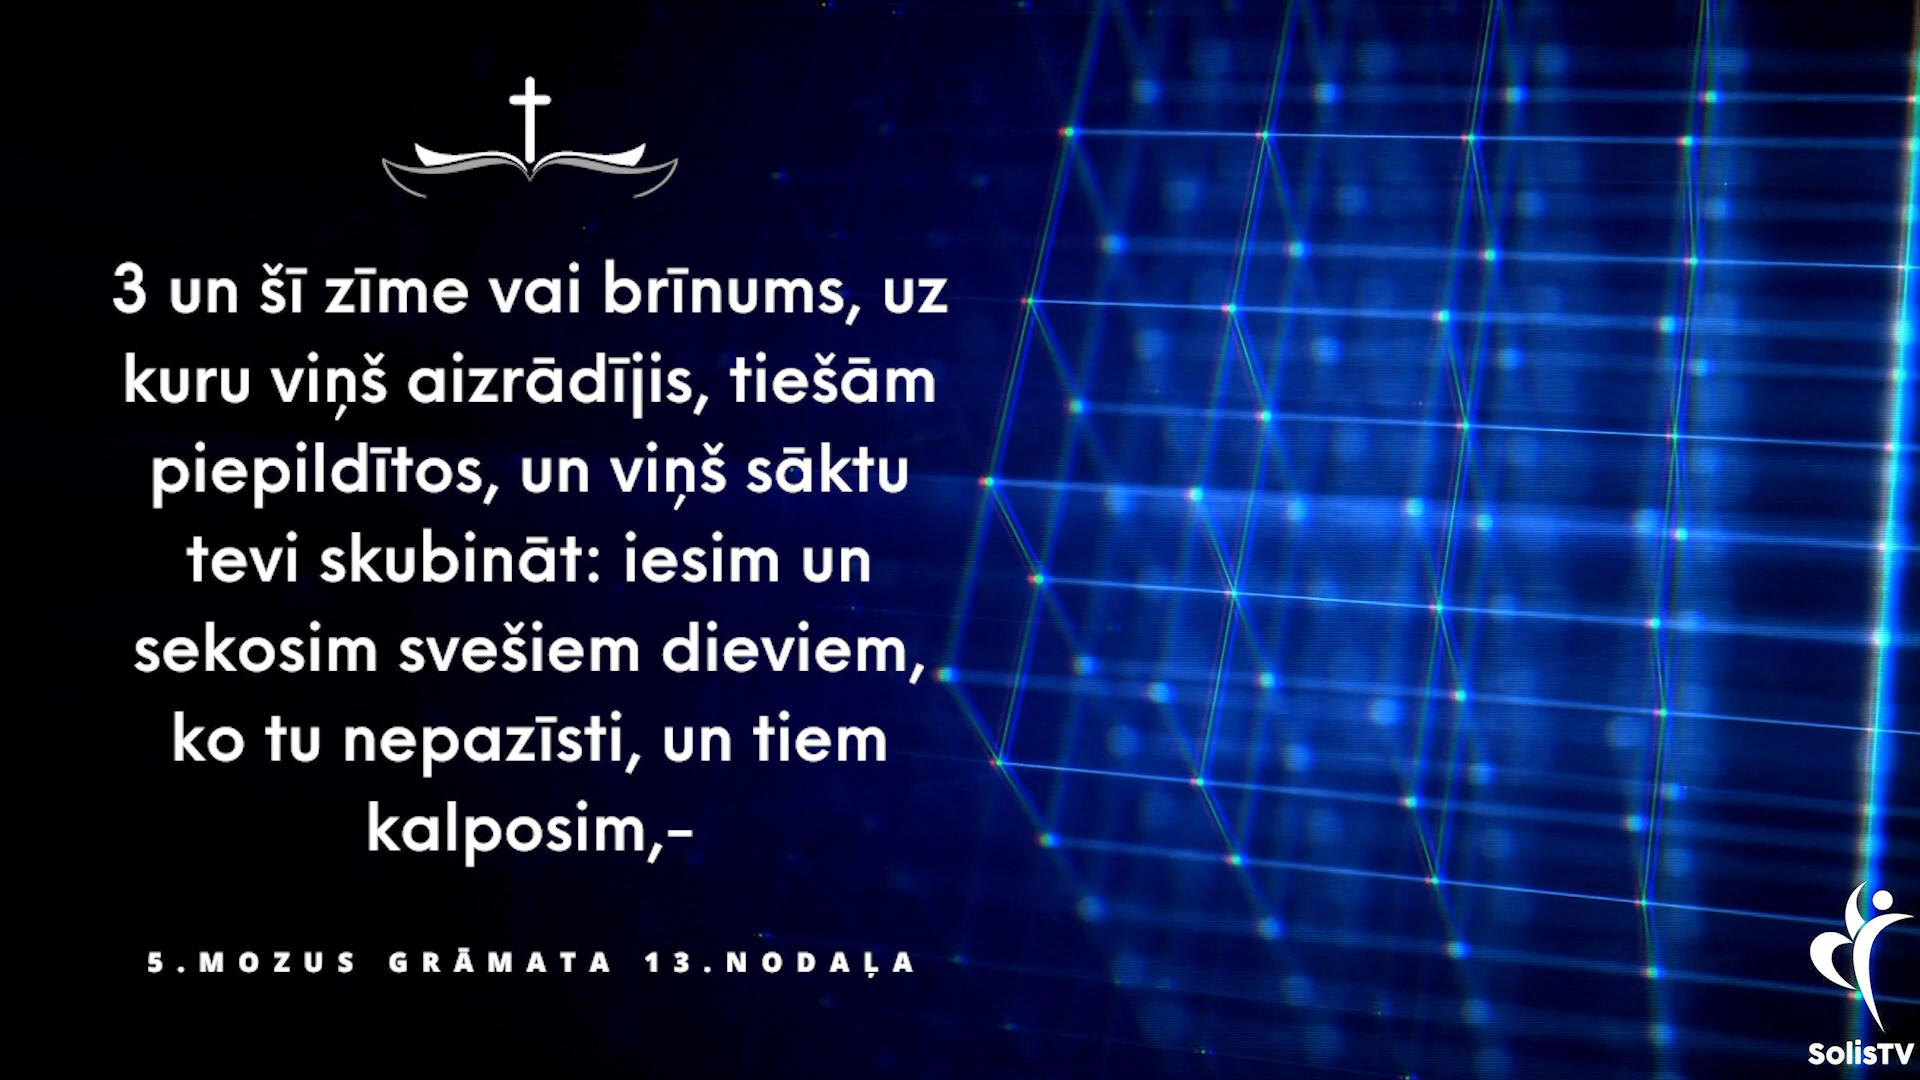 3 un šī zīme vai brīnums, uz
kuru viņš aizrādījis, tiešām
piepildītos, un viņš sāktu
tevi skubināt: iesim un
sekosim svešiem dieviem,
ko tu nepazīsti, un tiem
kalposim,-
5.MOZUS GRĀMATA 13.NODAĻA
SolisTV